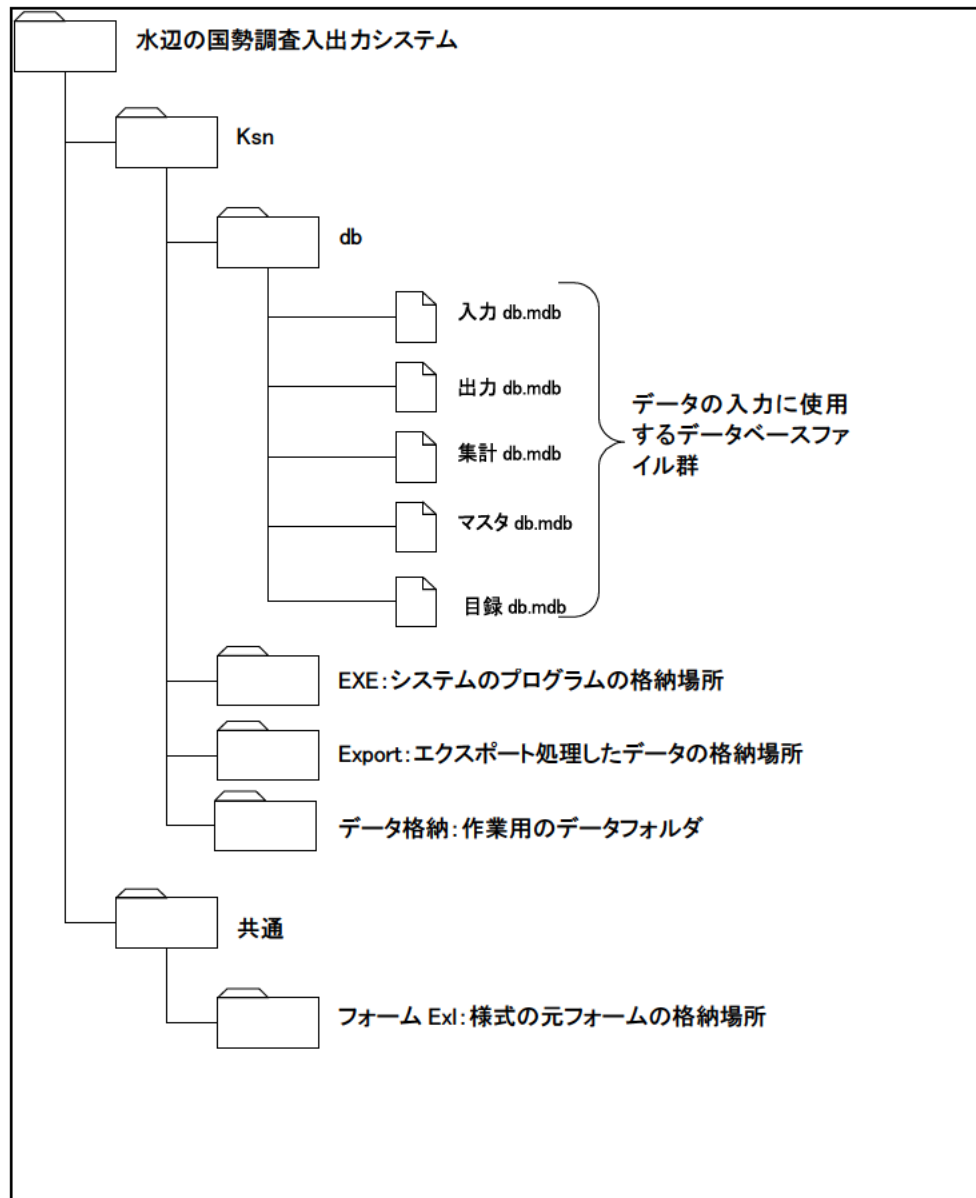 水辺の国勢調査入出力システム
Ksn
db
入力 db.mdb
出力 db.mdb
集計 db.mdb
マスタ db.mdb
目録 db.mdb
データの入力に使用
するデータベースファ
イル群
EXE：システムのプログラムの格納場所
Export：エクスポート処理したデータの格納場所
データ格納：作業用のデータフォルダ
共通
フォーム Exl：様式の元フォームの格納場所